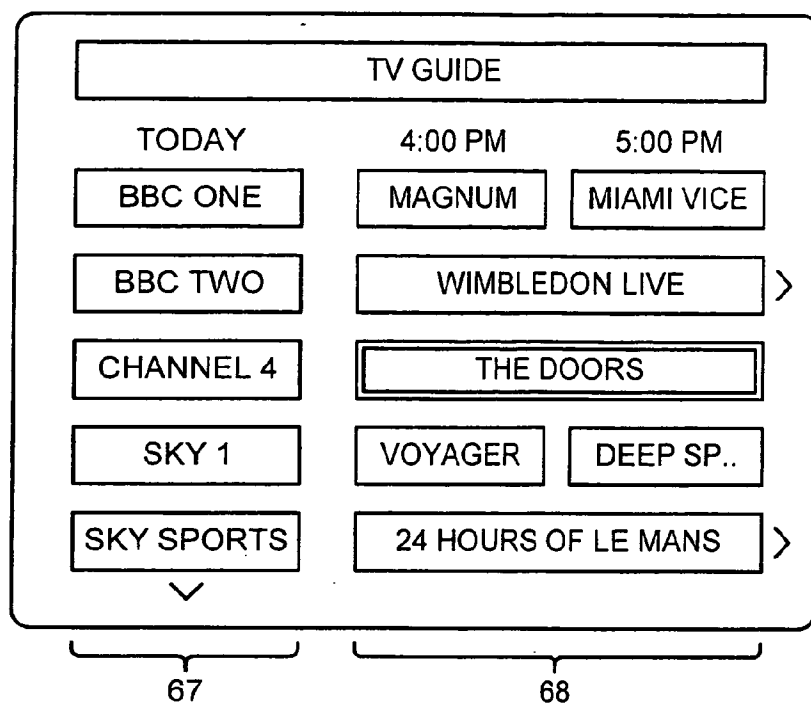 TV GUIDE
TODAY 4:00 PM 5:00 PM
BBC ONE MAGNUM MIAMI VICE
BBC TWO WIMBLEDON LIVE >
CHANNEL 4 THE DOORS
SKY 1 VOYAGER DEEP SP..
SKY SPORTS 24 HOURS OF LE MANS >
67 68